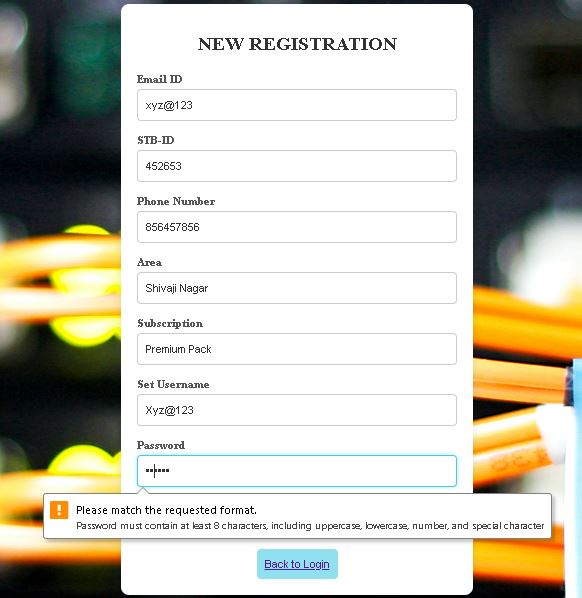 NEW REGISTRATION
Email ID
xyz@123
STB-ID
452653
Phone Number
856457856
Area
Shivaji Nagar
Subscription
Premium Pack
Set Username
Xyz@123
Password
••••••
Please match the requested format.
Password must contain at least 8 characters, including uppercase, lowercase, number, and special character
Back to Login